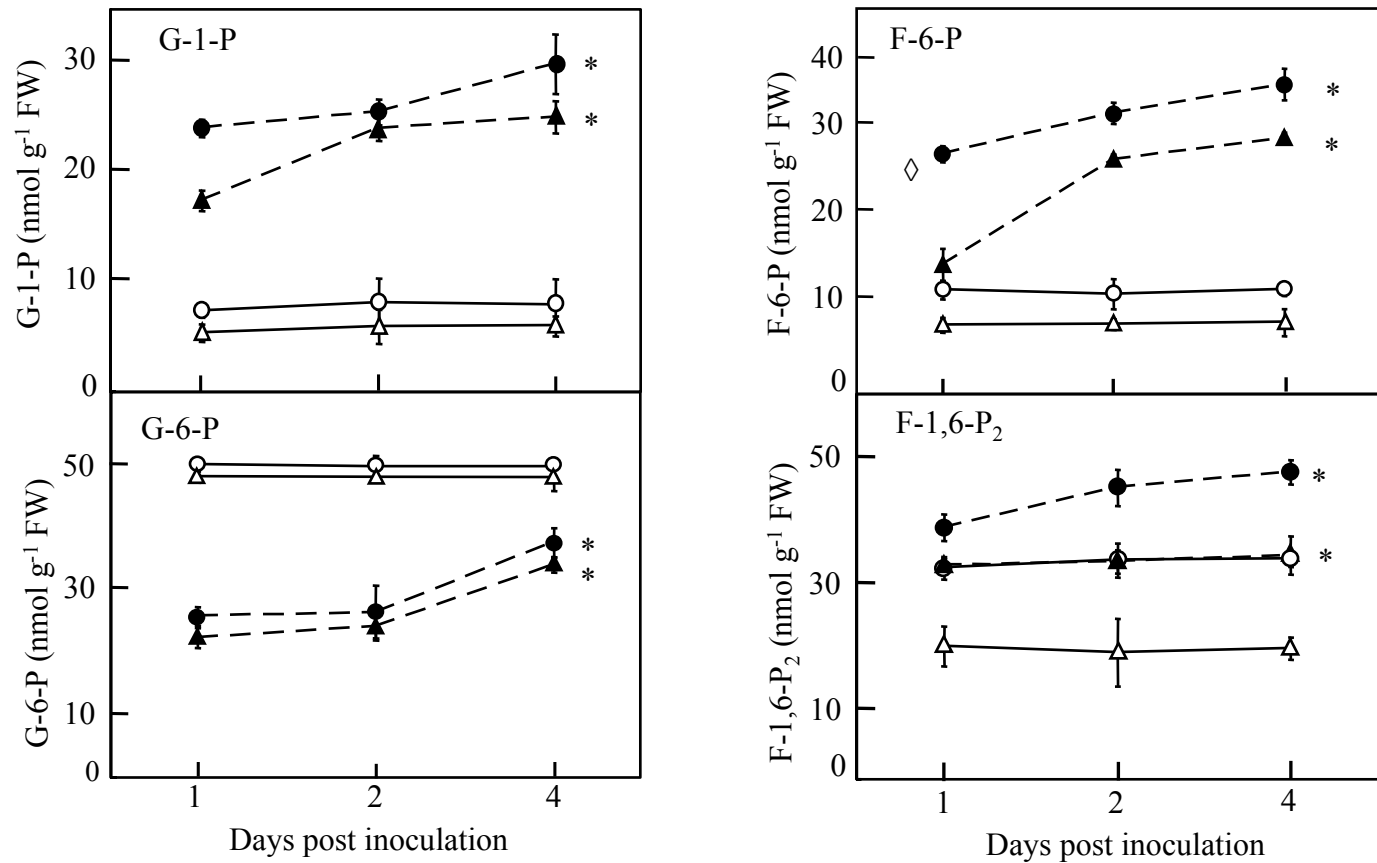 G-1-P
G-1-P (nmol g-1 FW)
30
20
10
0
*
*
F-6-P
F-6-P (nmol g-1 FW)
40
30
20
10
0
*
*
G-6-P
G-6-P (nmol g-1 FW)
50
30
10
0
*
*
1 2 4
Days post inoculation
F-1,6-P2
F-1,6-P2 (nmol g-1 FW)
50
30
10
0
*
*
1 2 4
Days post inoculation